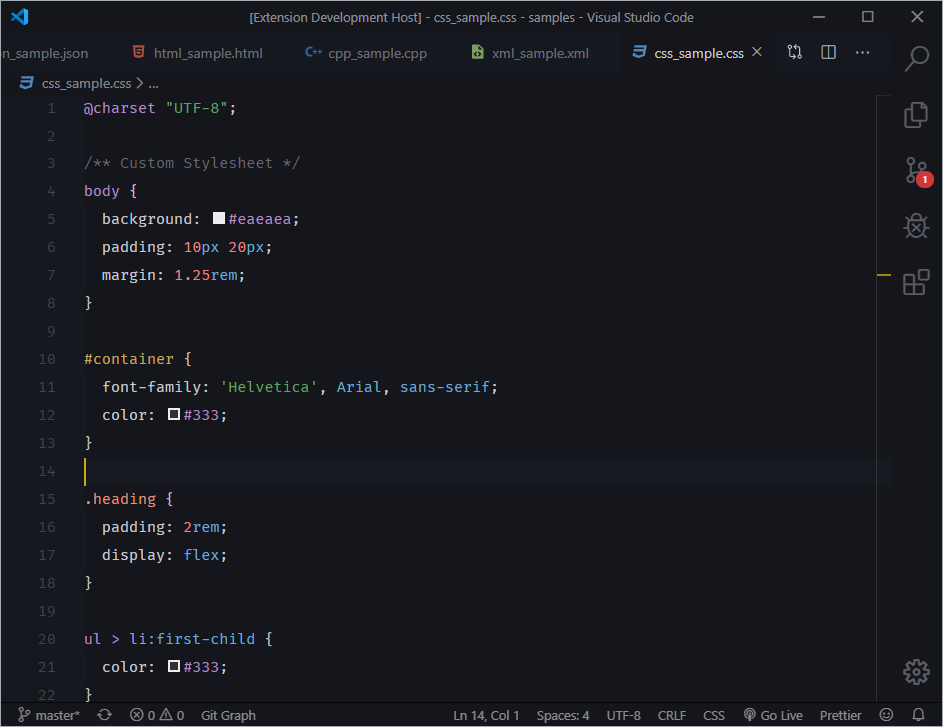 [Extension Development Host] - css_sample.css - samples - Visual Studio Code
n_sample.json html_sample.html cpp_sample.cpp xml_sample.xml css_sample.css
css_sample.css > ...
1 @charset "UTF-8";
2
3 /** Custom Stylesheet */
4 body {
5 background: #eaeaea;
6 padding: 10px 20px;
7 margin: 1.25rem;
8 }
9
10 #container {
11 font-family: 'Helvetica', Arial, sans-serif;
12 color: #333;
13 }
14
15 .heading {
16 padding: 2rem;
17 display: flex;
18 }
19
20 ul > li:first-child {
21 color: #333;
22 }
1
master* 0 0 Git Graph Ln 14, Col 1 Spaces: 4 UTF-8 CRLF CSS Go Live Prettier